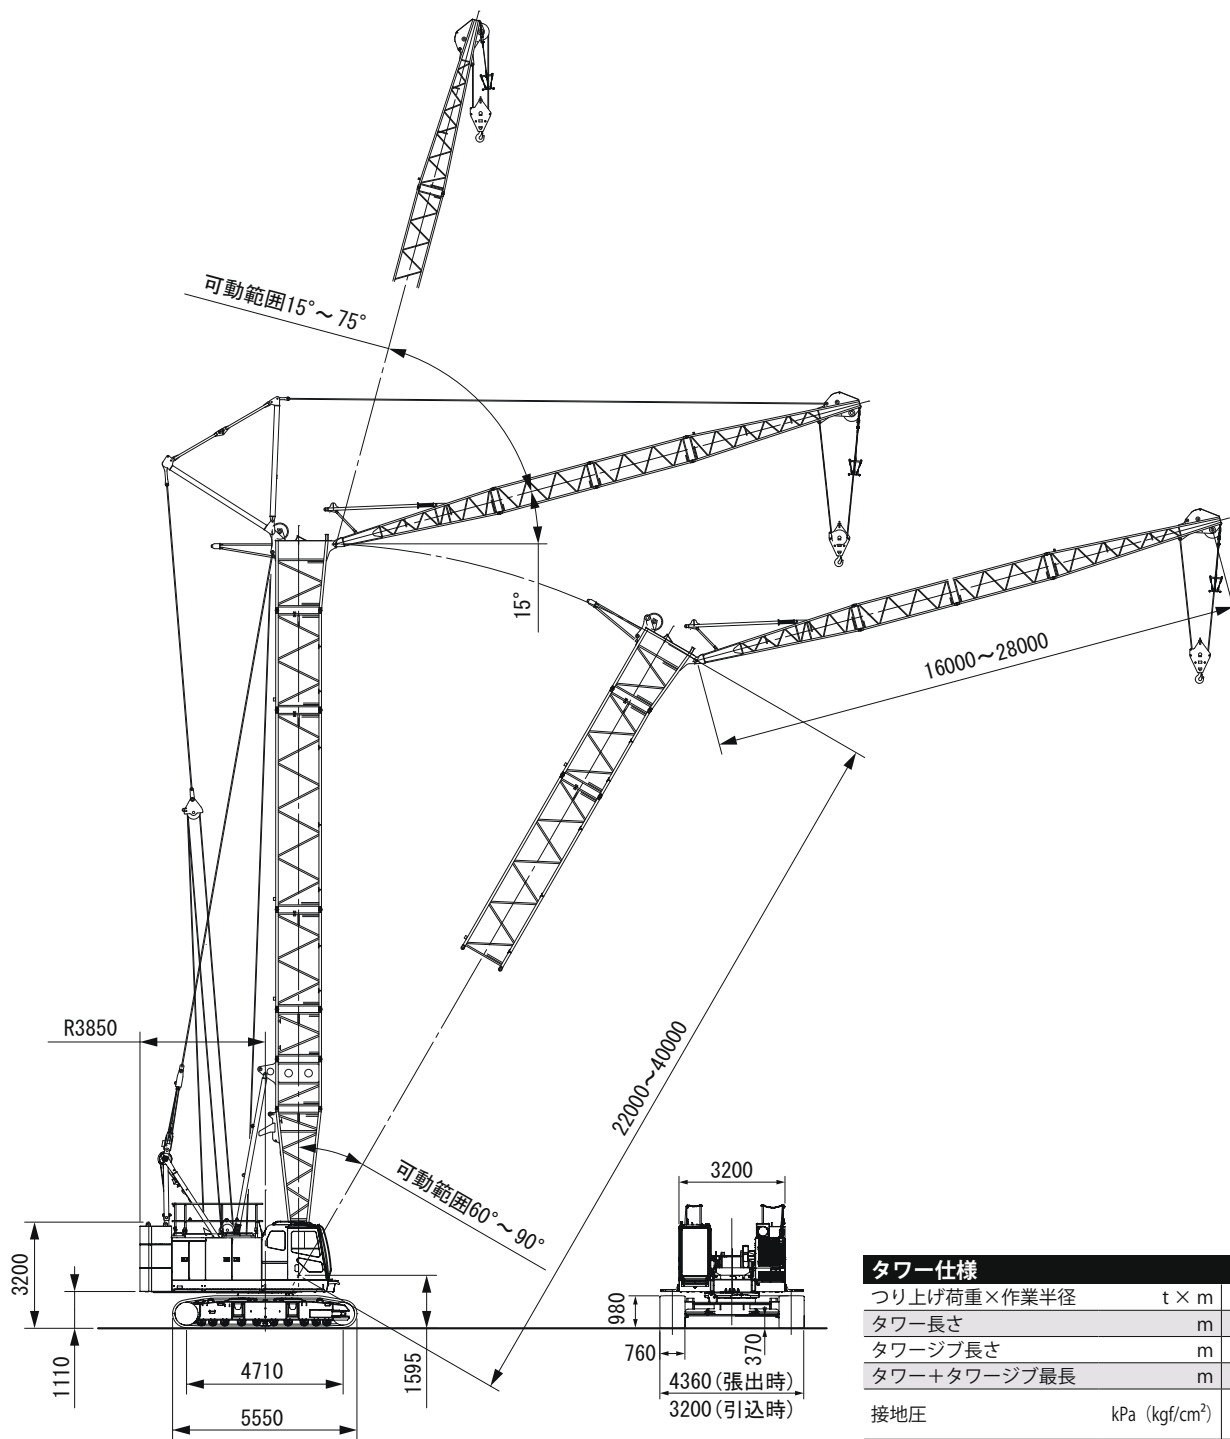 可動範囲15°～75°
15°
16000～28000
R3850
22000～40000
可動範囲60°～90°
3200
3200
1110
1595
4710
5550
980
760
370
4360(張出時)
3200(引込時)
タワー仕様
つり上げ荷重×作業半径 t × m
タワー長さ m
タワージブ長さ m
タワー＋タワージブ最長 m
接地圧 kPa（kgf/cm²）